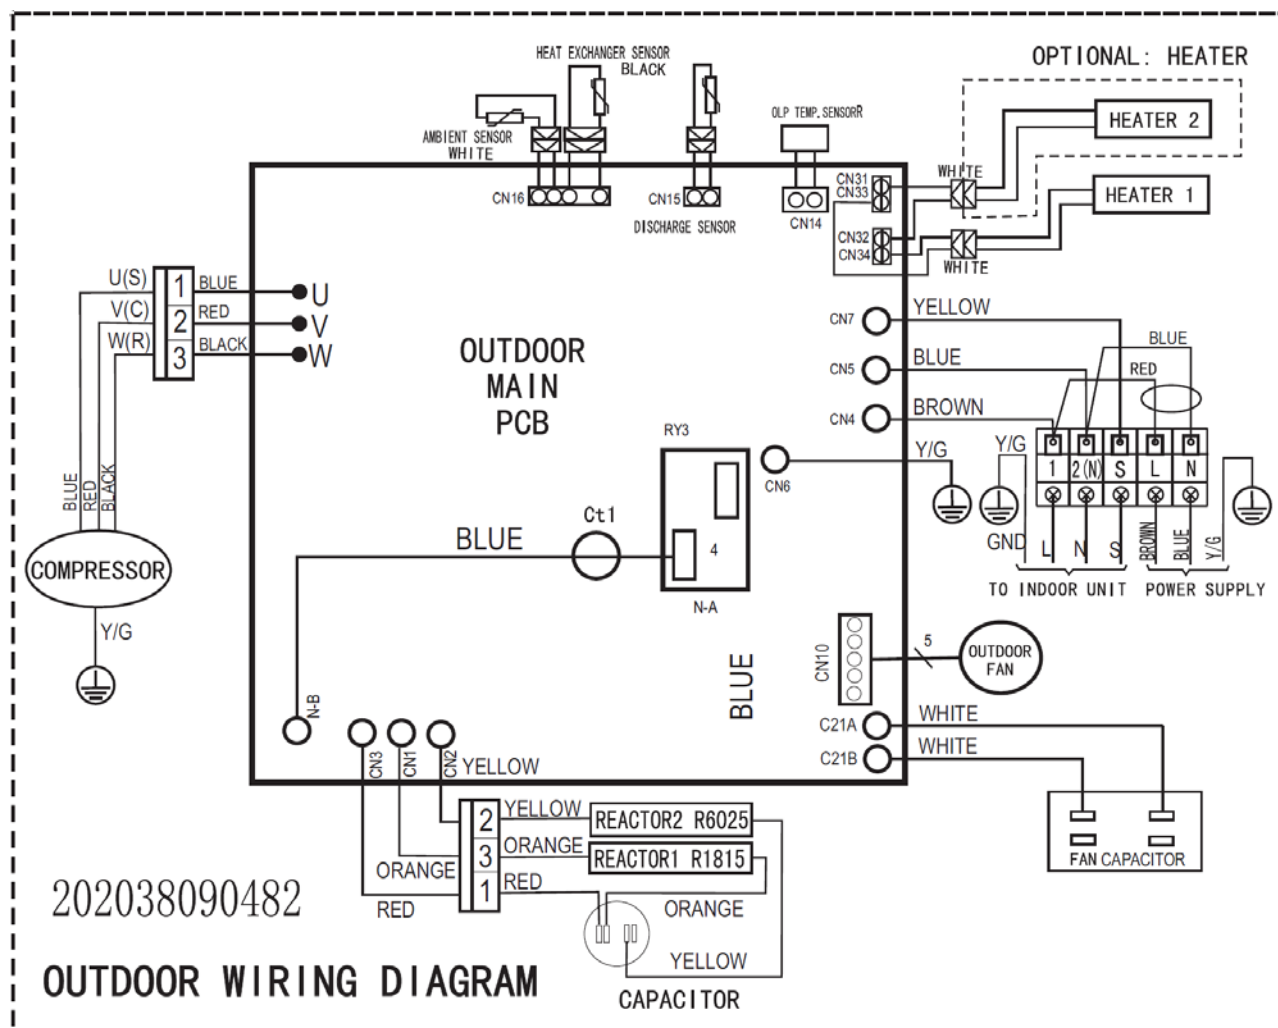 HEAT EXCHANGER SENSOR
BLACK
OPTIONAL: HEATER
AMBIENT SENSOR
WHITE
OLP TEMP.SENSORR
HEATER 2
WHITE
HEATER 1
CN16
CN15
DISCHARGE SENSOR
CN14
CN31
CN33
CN32
CN34
WHITE
U(S) 1 BLUE U
V(C) 2 RED V
W(R) 3 BLACK W
OUTDOOR
MAIN
PCB
CN7 YELLOW
CN5 BLUE
CN4 BROWN
BLUE
RED
RY3
CN6
Y/G
Y/G
1 2(N) S L N
GND
L N S BROWN BLUE Y/G
TO INDOOR UNIT POWER SUPPLY
BLUE
RED
BLACK
COMPRESSOR
Y/G
BLUE
Ct1
4
N-A
N-B
BLUE
CN10
5
OUTDOOR
FAN
C21A WHITE
C21B WHITE
FAN CAPACITOR
CN3
CN1
CN2
YELLOW
2 YELLOW REACTOR2 R6025
3 ORANGE REACTOR1 R1815
1 RED
ORANGE
RED
ORANGE
YELLOW
CAPACITOR
202038090482
OUTDOOR WIRING DIAGRAM